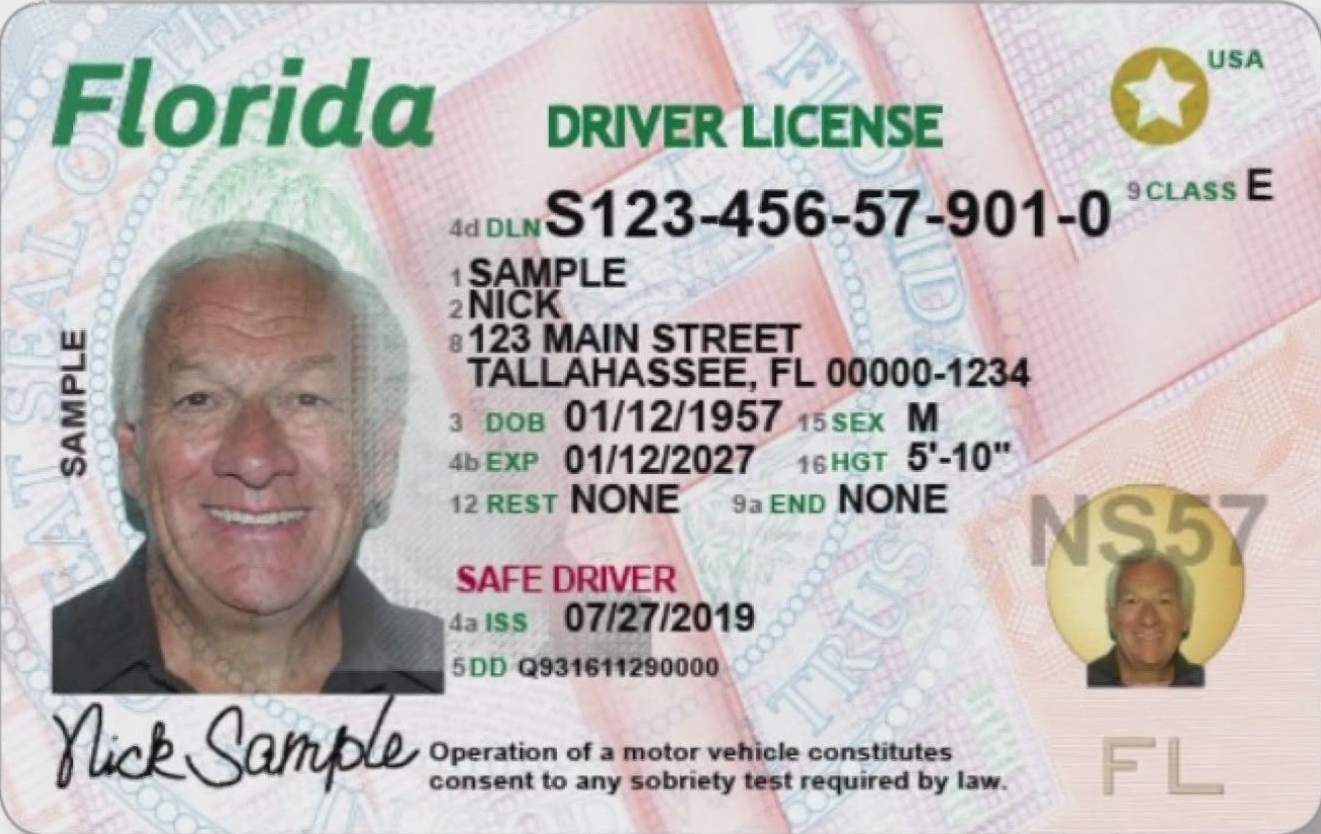 Florida
DRIVER LICENSE
USA
9 CLASS E
4d DLN S123-456-57-901-0
1 SAMPLE
2 NICK
8 123 MAIN STREET
TALLAHASSEE, FL 00000-1234
3 DOB 01/12/1957 15 SEX M
4b EXP 01/12/2027 16 HGT 5'-10"
12 REST NONE 9a END NONE
SAFE DRIVER
4a ISS 07/27/2019
5 DD Q931611290000
SAMPLE
Nick Sample
Operation of a motor vehicle constitutes
consent to any sobriety test required by law.
NS57
FL
FLORIDA
TRUS